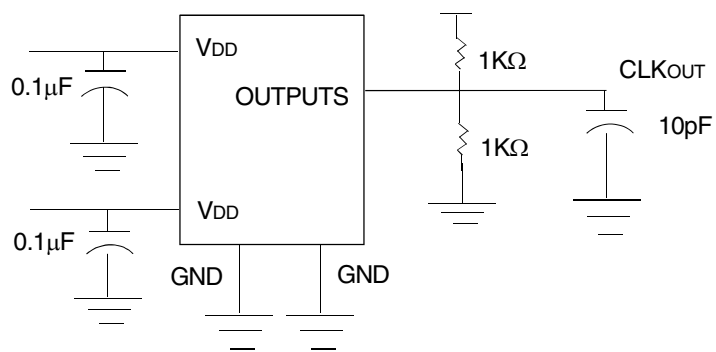 VDD
1KΩ
CLKOUT
0.1μF
OUTPUTS
10pF
1KΩ
VDD
0.1μF
GND
GND